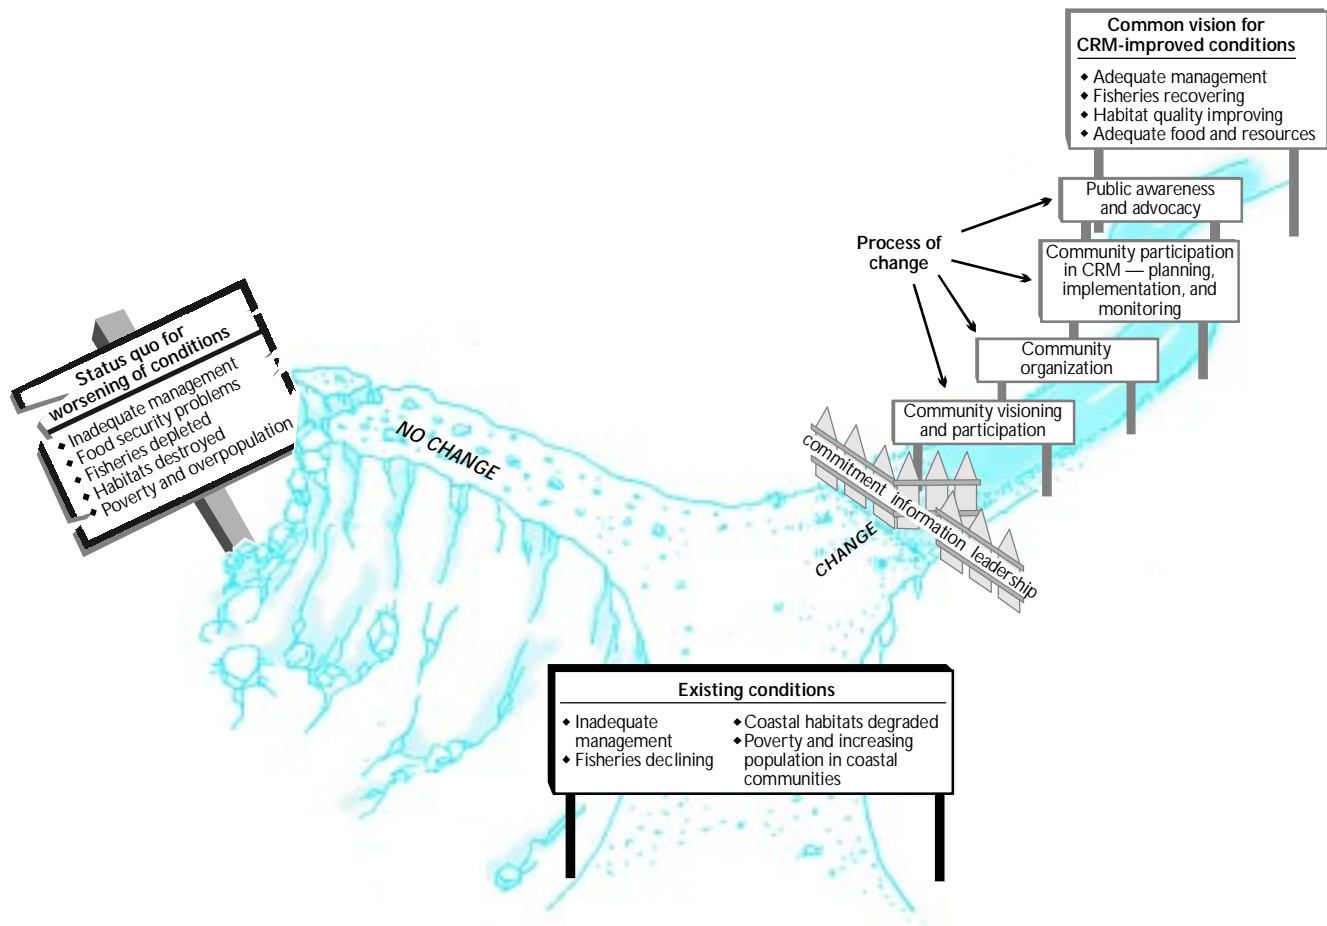 Common vision for
CRM-improved conditions
◆ Adequate management
◆ Fisheries recovering
◆ Habitat quality improving
◆ Adequate food and resources
Public awareness
and advocacy
Process of
change
Community participation
in CRM — planning,
implementation, and
monitoring
Community
organization
Community visioning
and participation
Status quo for
worsening of conditions
◆ Inadequate management
◆ Food security problems
◆ Fisheries depleted
◆ Habitats destroyed
◆ Poverty and overpopulation
NO CHANGE
commitment information leadership
CHANGE
Existing conditions
◆ Inadequate
management
◆ Fisheries declining
◆ Coastal habitats degraded
◆ Poverty and increasing
population in coastal
communities